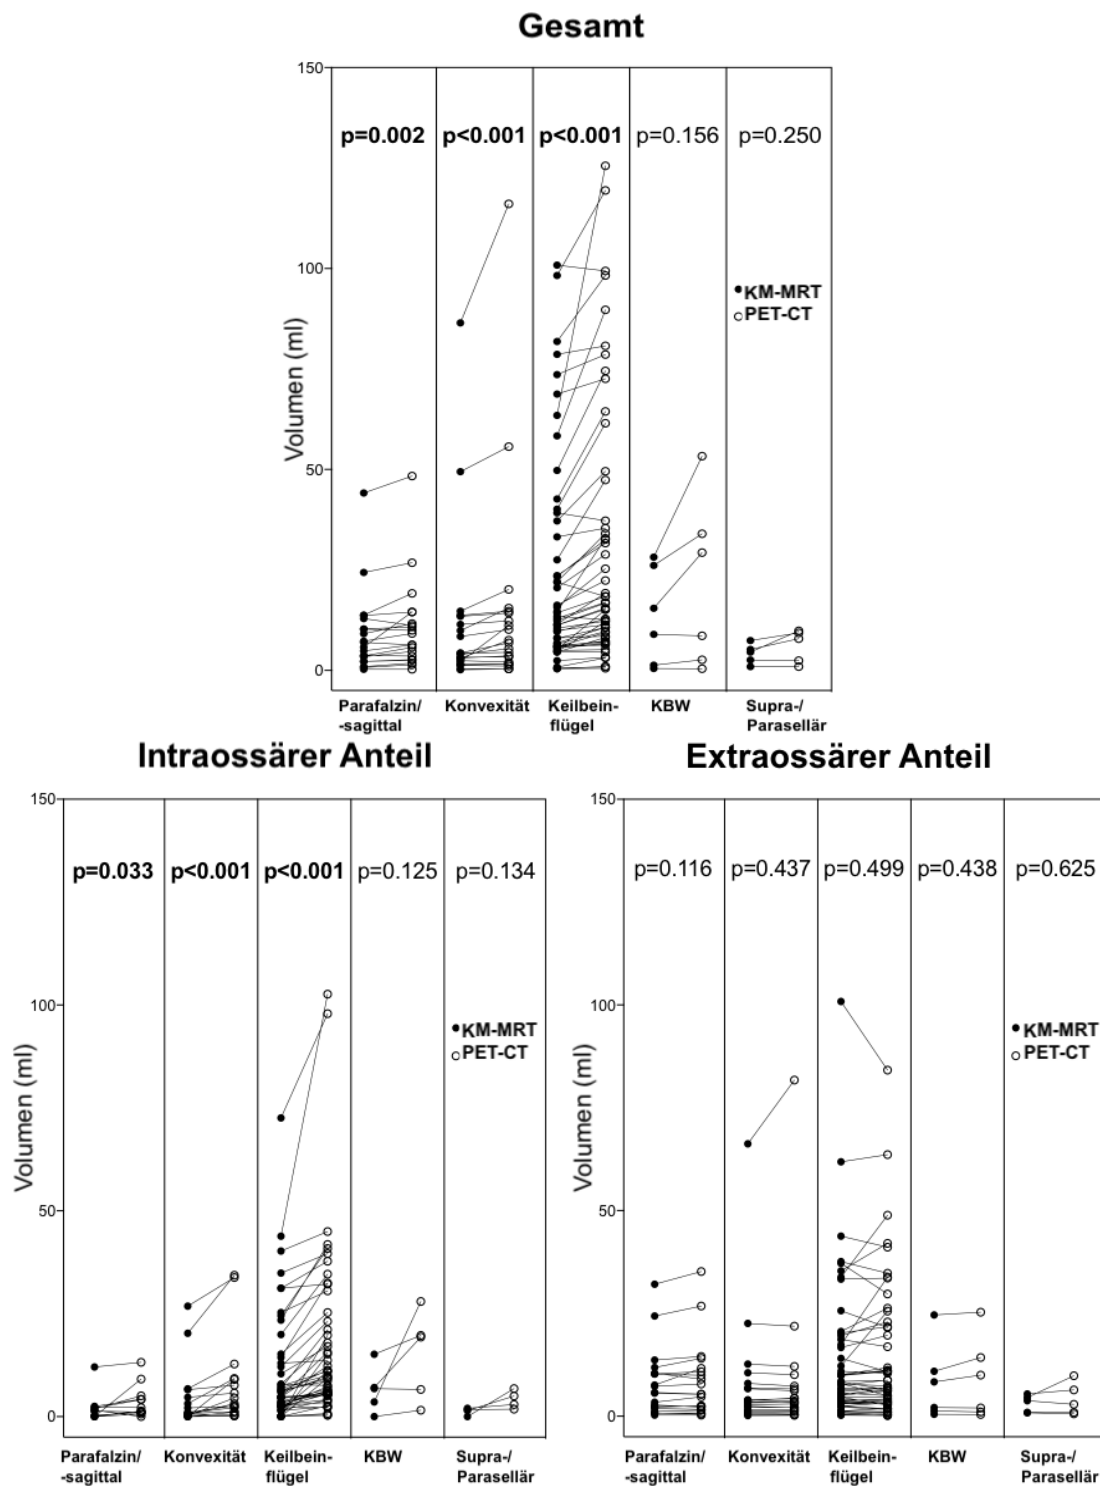 Gesamt
150
p=0.002 p<0.001 p<0.001 p=0.156 p=0.250
100
KM-MRT
PET-CT
Volumen (ml)
50
0
Parafalzin/ Konvexität Keilbein- KBW Supra-/
-sagittal flügel Parasellär
Intraossärer Anteil
150
p=0.033 p<0.001 p<0.001 p=0.125 p=0.134
100
KM-MRT
PET-CT
Volumen (ml)
50
0
Parafalzin/ Konvexität Keilbein- KBW Supra-/
-sagittal flügel Parasellär
Extraossärer Anteil
150
p=0.116 p=0.437 p=0.499 p=0.438 p=0.625
100
KM-MRT
PET-CT
Volumen (ml)
50
0
Parafalzin/ Konvexität Keilbein- KBW Supra-/
-sagittal flügel Parasellär